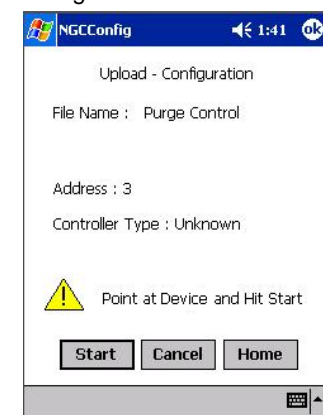 NGCConfig 1:41 ok
Upload - Configuration
File Name : Purge Control
Address : 3
Controller Type : Unknown
! Point at Device and Hit Start
Start Cancel Home